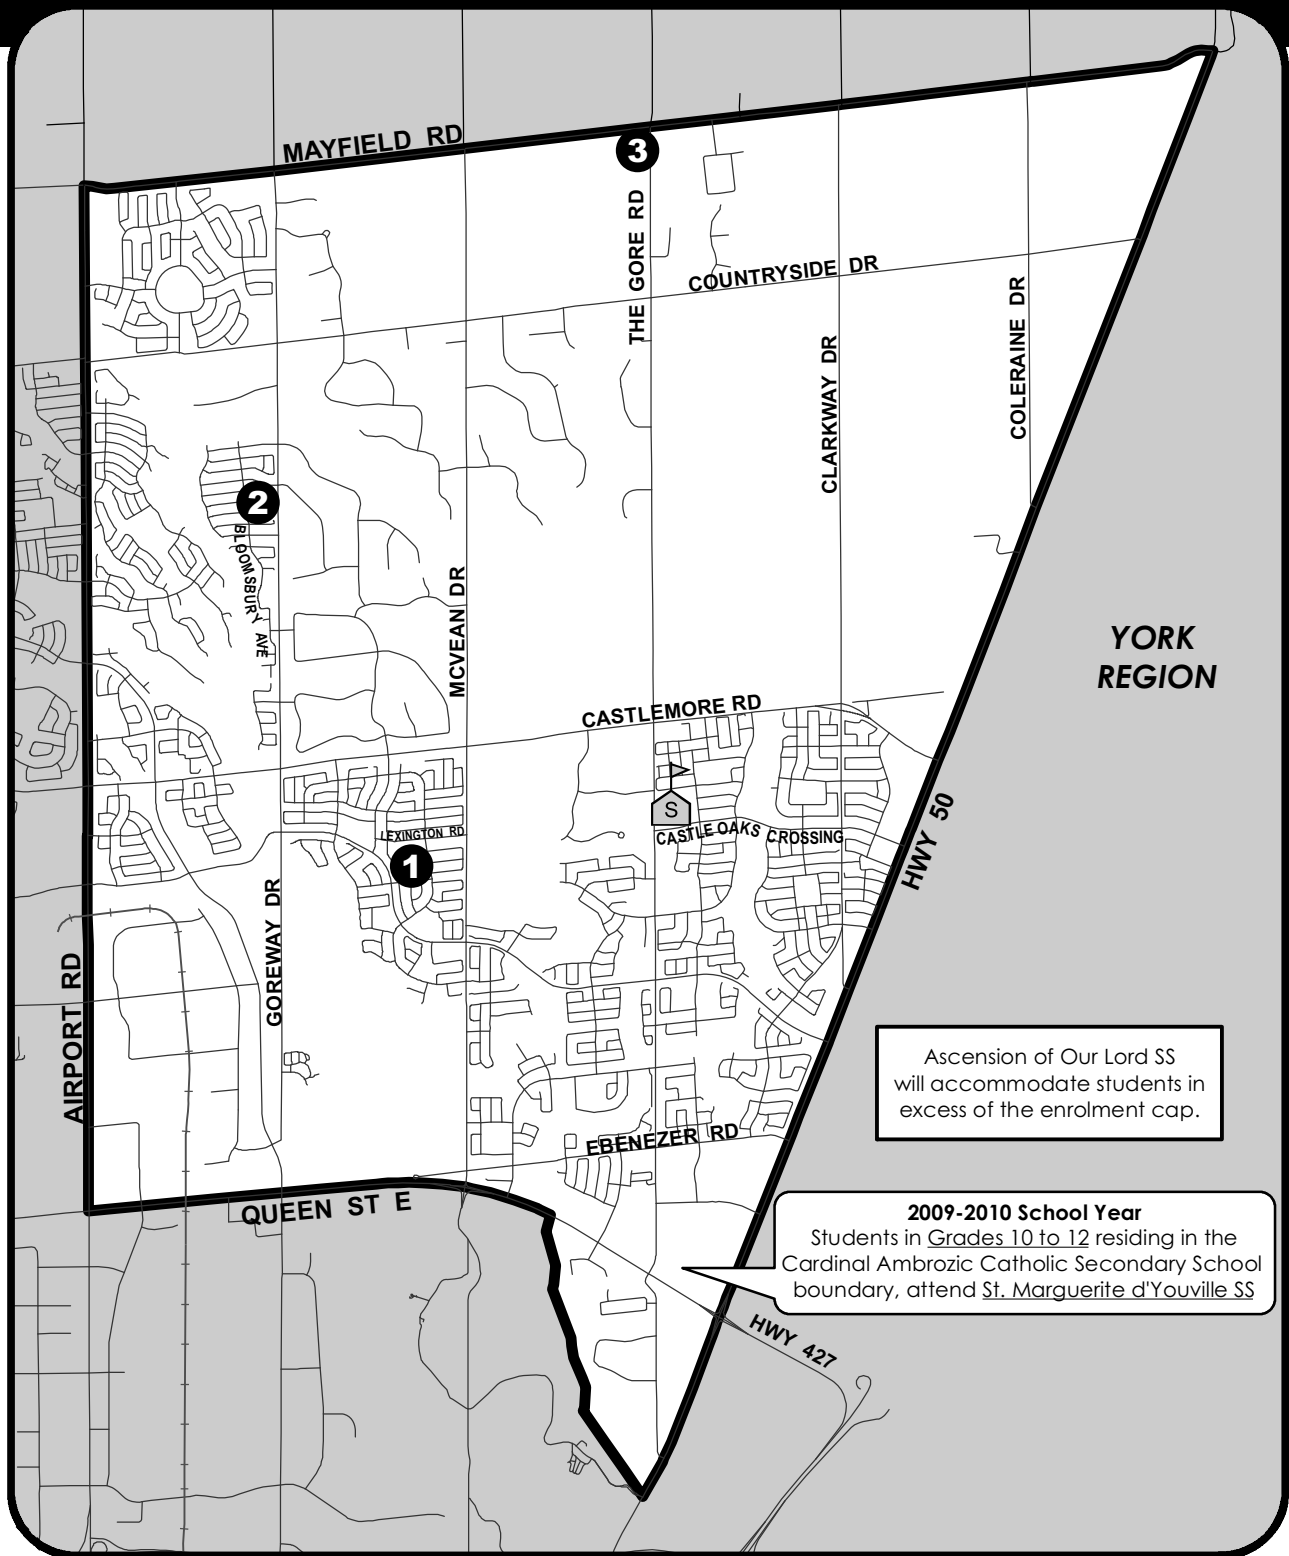 MAYFIELD RD
3
THE GORE RD
COUNTRYSIDE DR
COLERAINE DR
CLARKWAY DR
2
BLOOMSBURY AVE
MCVEAN DR
YORK
REGION
CASTLEMORE RD
S
CASTLE OAKS CROSSING
LEXINGTON RD
1
HWY 50
GOREWAY DR
AIRPORT RD
Ascension of Our Lord SS
will accommodate students in
excess of the enrolment cap.
EBENEZER RD
QUEEN ST E
2009-2010 School Year
Students in Grades 10 to 12 residing in the
Cardinal Ambrozic Catholic Secondary School
boundary, attend St. Marguerite d'Youville SS
HWY 427